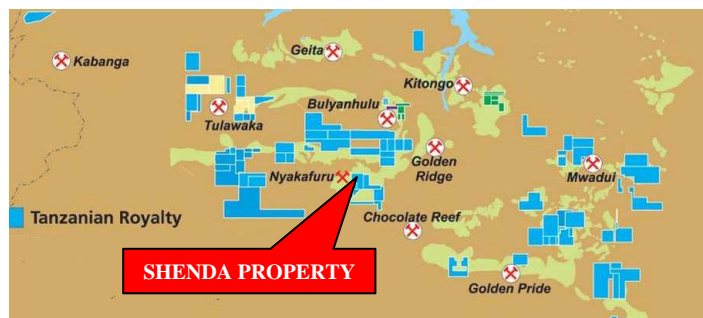 Geita
Kabanga
Kitongo
Bulyanhulu
Tulawaka
Golden
Ridge
Nyakafuru
Mwadui
Tanzanian Royalty
Chocolate Reef
SHENDA PROPERTY
Golden Pride